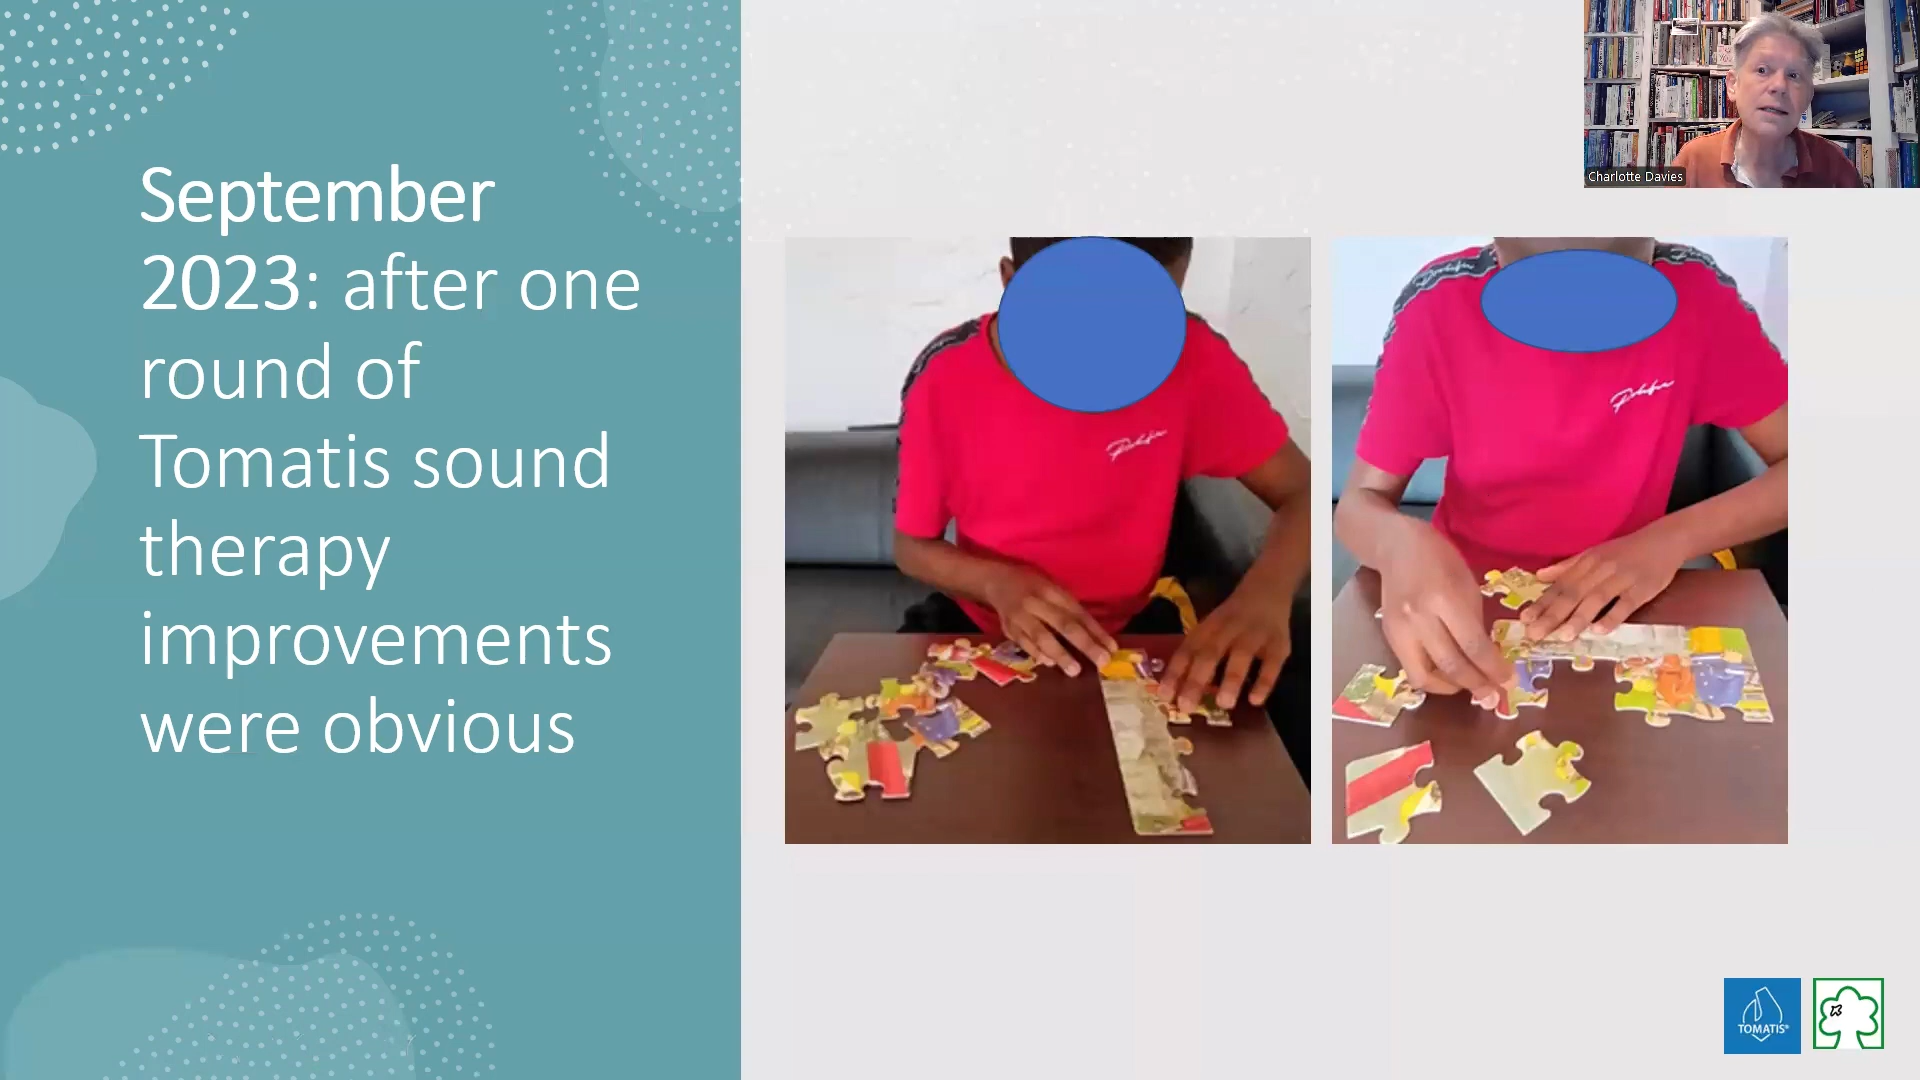 September
2023: after one
round of
Tomatis sound
therapy
improvements
were obvious
Charlotte Davies
TOMATIS®